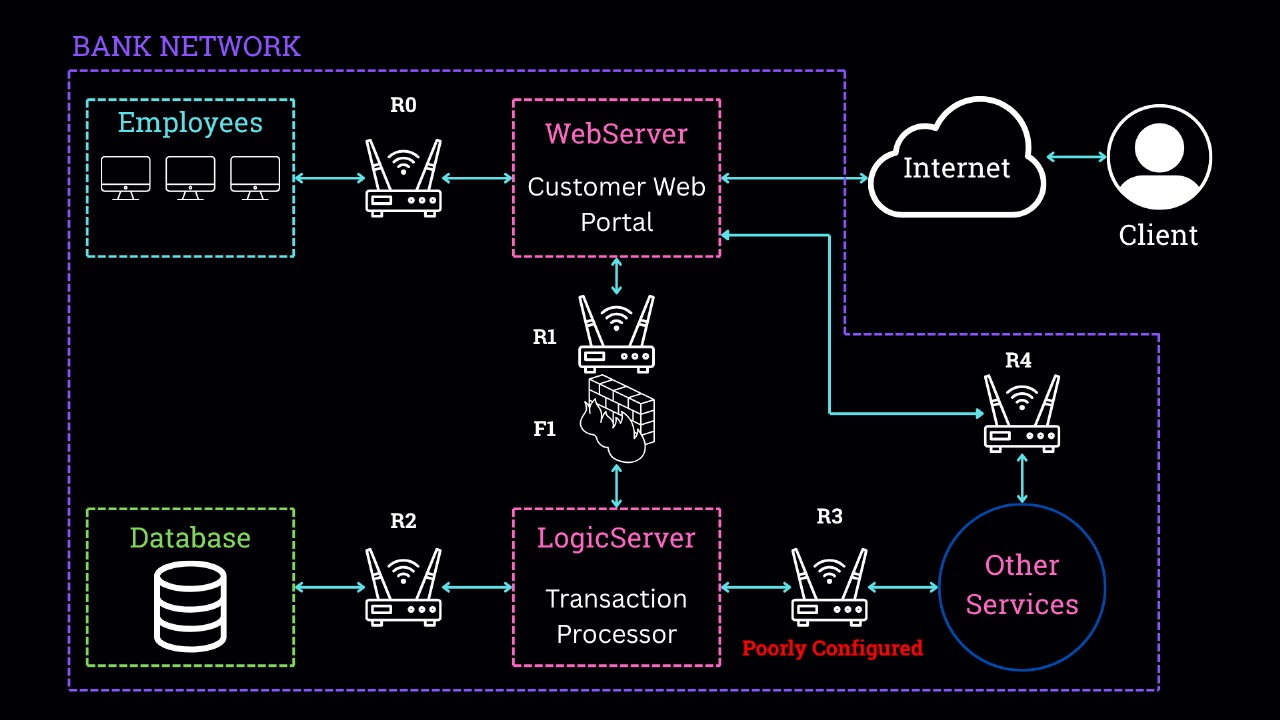 BANK NETWORK
Employees
R0
WebServer
Customer Web
Portal
Internet
Client
R1
F1
R4
Database
R2
LogicServer
Transaction
Processor
R3
Poorly Configured
Other
Services